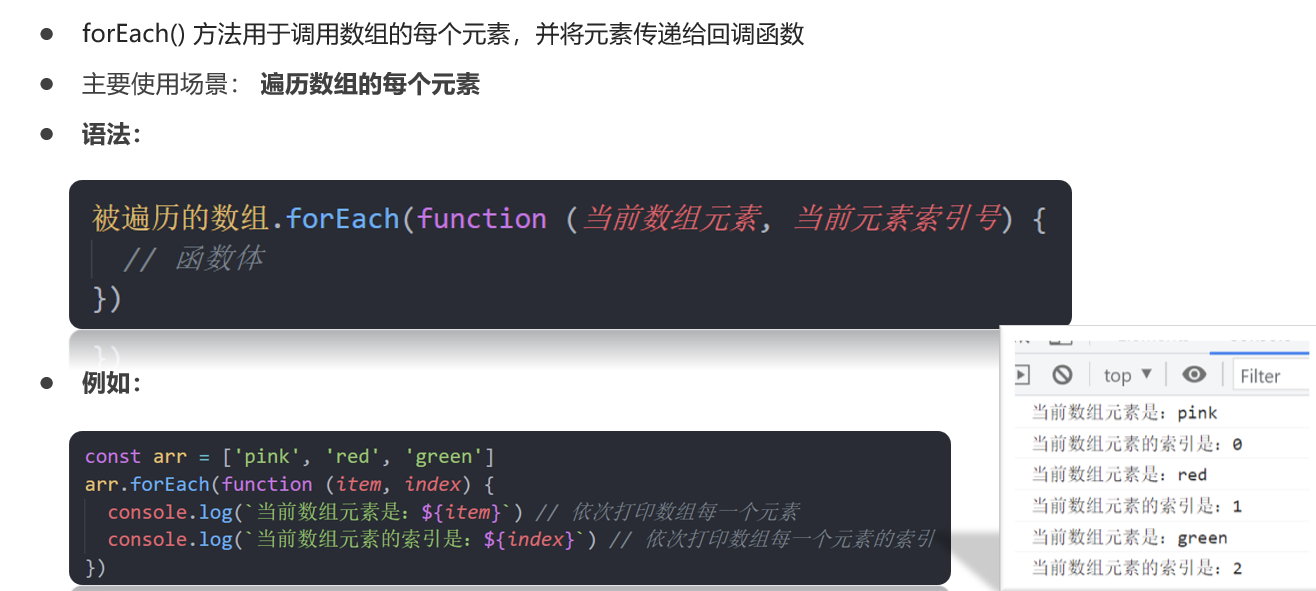 forEach() 方法用于调用数组的每个元素，并将元素传递给回调函数
主要使用场景： 遍历数组的每个元素
语法：
被遍历的数组.forEach(function (当前数组元素, 当前元素索引号) {
// 函数体
})
例如：
const arr = ['pink', 'red', 'green']
arr.forEach(function (item, index) {
console.log(`当前数组元素是：${item}`) // 依次打印数组每一个元素
console.log(`当前数组元素的索引是：${index}`) // 依次打印数组每一个元素的索引
})
top ▼ Filter
当前数组元素是：pink
当前数组元素的索引是：0
当前数组元素是：red
当前数组元素的索引是：1
当前数组元素是：green
当前数组元素的索引是：2